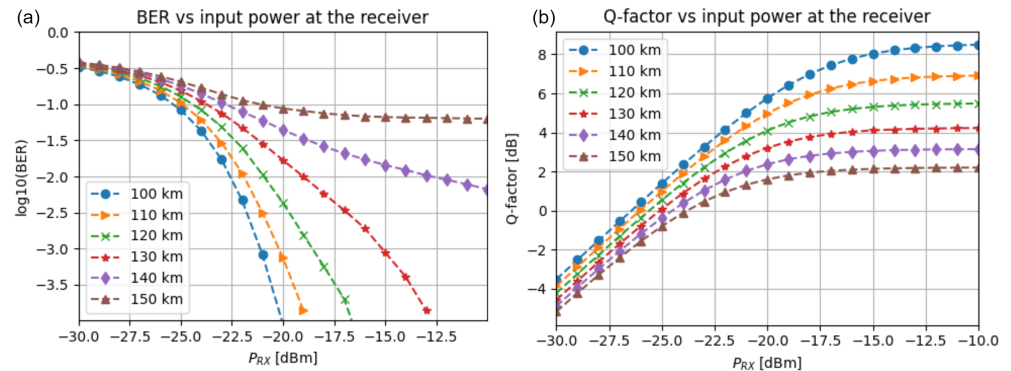 (a)
BER vs input power at the receiver
0.0
−0.5
−1.0
−1.5
−2.0
−2.5
−3.0
−3.5
log10(BER)
100 km
110 km
120 km
130 km
140 km
150 km
−30.0 −27.5 −25.0 −22.5 −20.0 −17.5 −15.0 −12.5
P_RX [dBm]
(b)
Q-factor vs input power at the receiver
8
6
4
2
0
−2
−4
Q-factor [dB]
100 km
110 km
120 km
130 km
140 km
150 km
−30.0 −27.5 −25.0 −22.5 −20.0 −17.5 −15.0 −12.5 −10.0
P_RX [dBm]